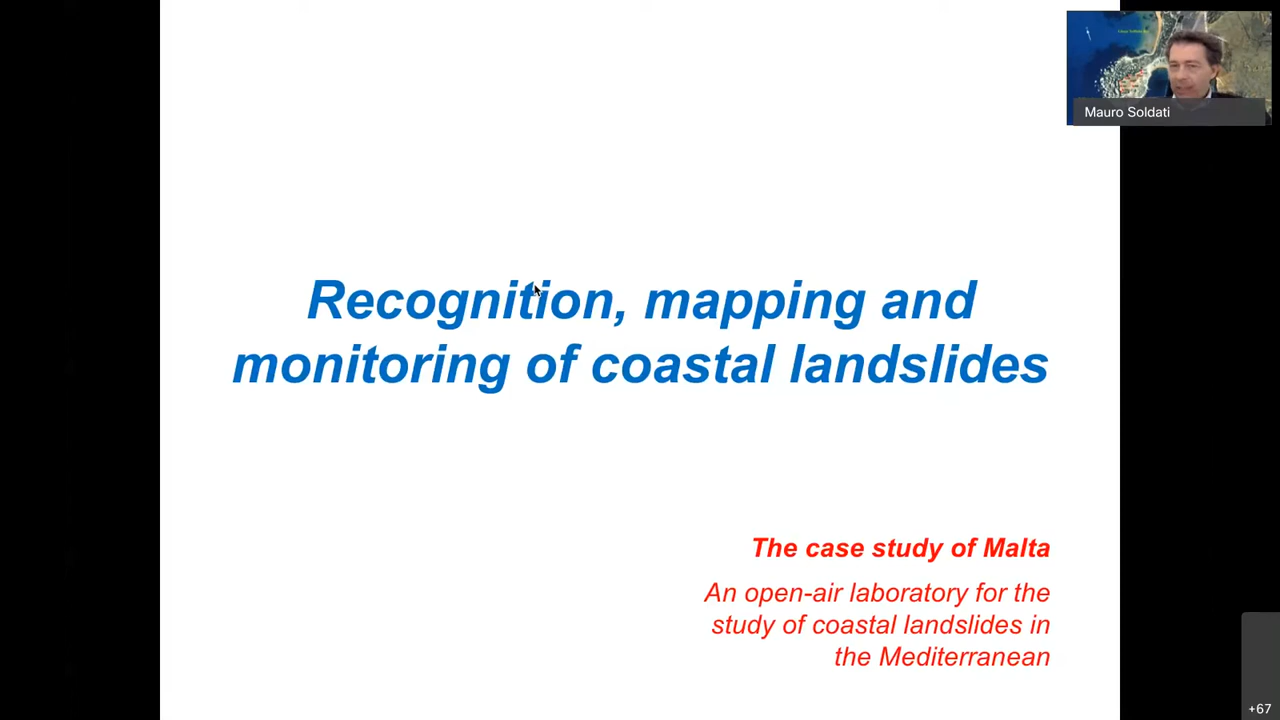 Mauro Soldati
Recognition, mapping and
monitoring of coastal landslides
The case study of Malta
An open-air laboratory for the
study of coastal landslides in
the Mediterranean
+67